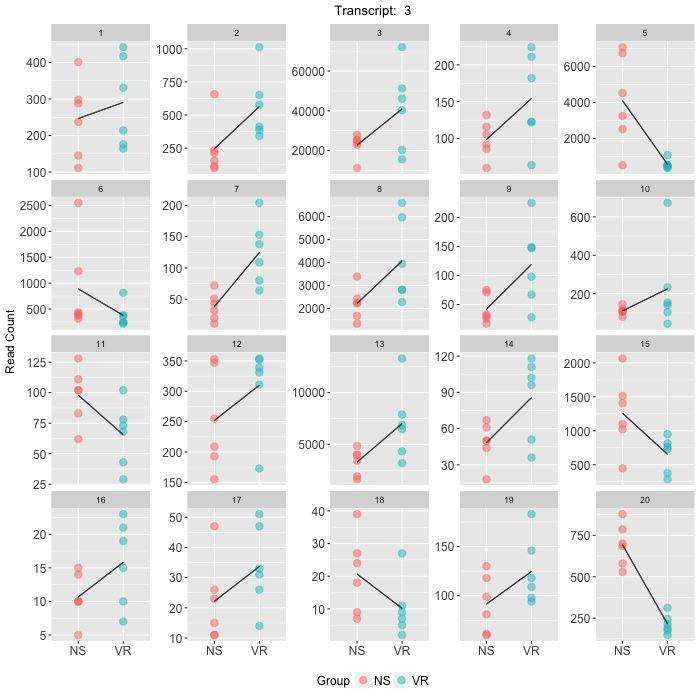 Transcript: 3
1 2 3 4 5
400 300 200 100
1000 750 500 250
60000 40000 20000
200 150 100
6000 4000 2000
6 7 8 9 10
2500 2000 1500 1000 500
200 150 100 50
6000 5000 4000 3000 2000
200 150 100 50
600 400 200
Read Count
11 12 13 14 15
125 100 75 50 25
350 300 250 200 150
10000 5000
120 90 60 30
2000 1500 1000 500
16 17 18 19 20
20 15 10 5
50 40 30 20 10
40 30 20 10
150 100
750 500 250
NS VR NS VR NS VR NS VR NS VR
Group NS VR